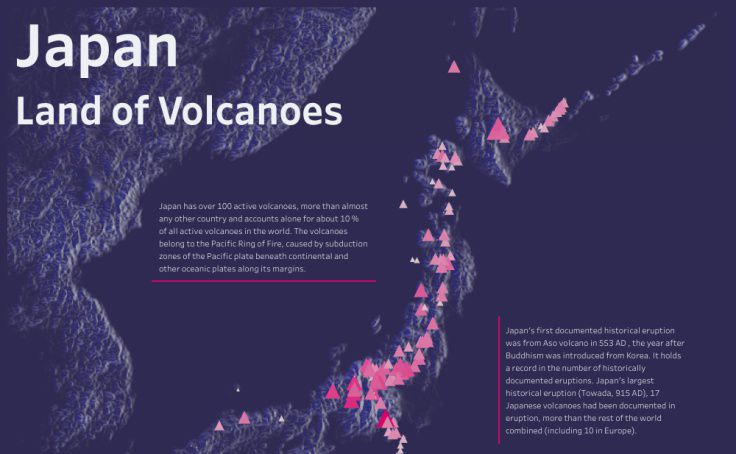 Japan
Land of Volcanoes
Japan has over 100 active volcanoes, more than almost
any other country and accounts alone for about 10 %
of all active volcanoes in the world. The volcanoes
belong to the Pacific Ring of Fire, caused by subduction
zones of the Pacific plate beneath continental and
other oceanic plates along its margins.
Japan's first documented historical eruption
was from Aso volcano in 553 AD , the year after
Buddhism was introduced from Korea. It holds
a record in the number of historically
documented eruptions. Japan's largest
historical eruption (Towada, 915 AD), 17
Japanese volcanoes had been documented in
eruption, more than the rest of the world
combined (including 10 in Europe).